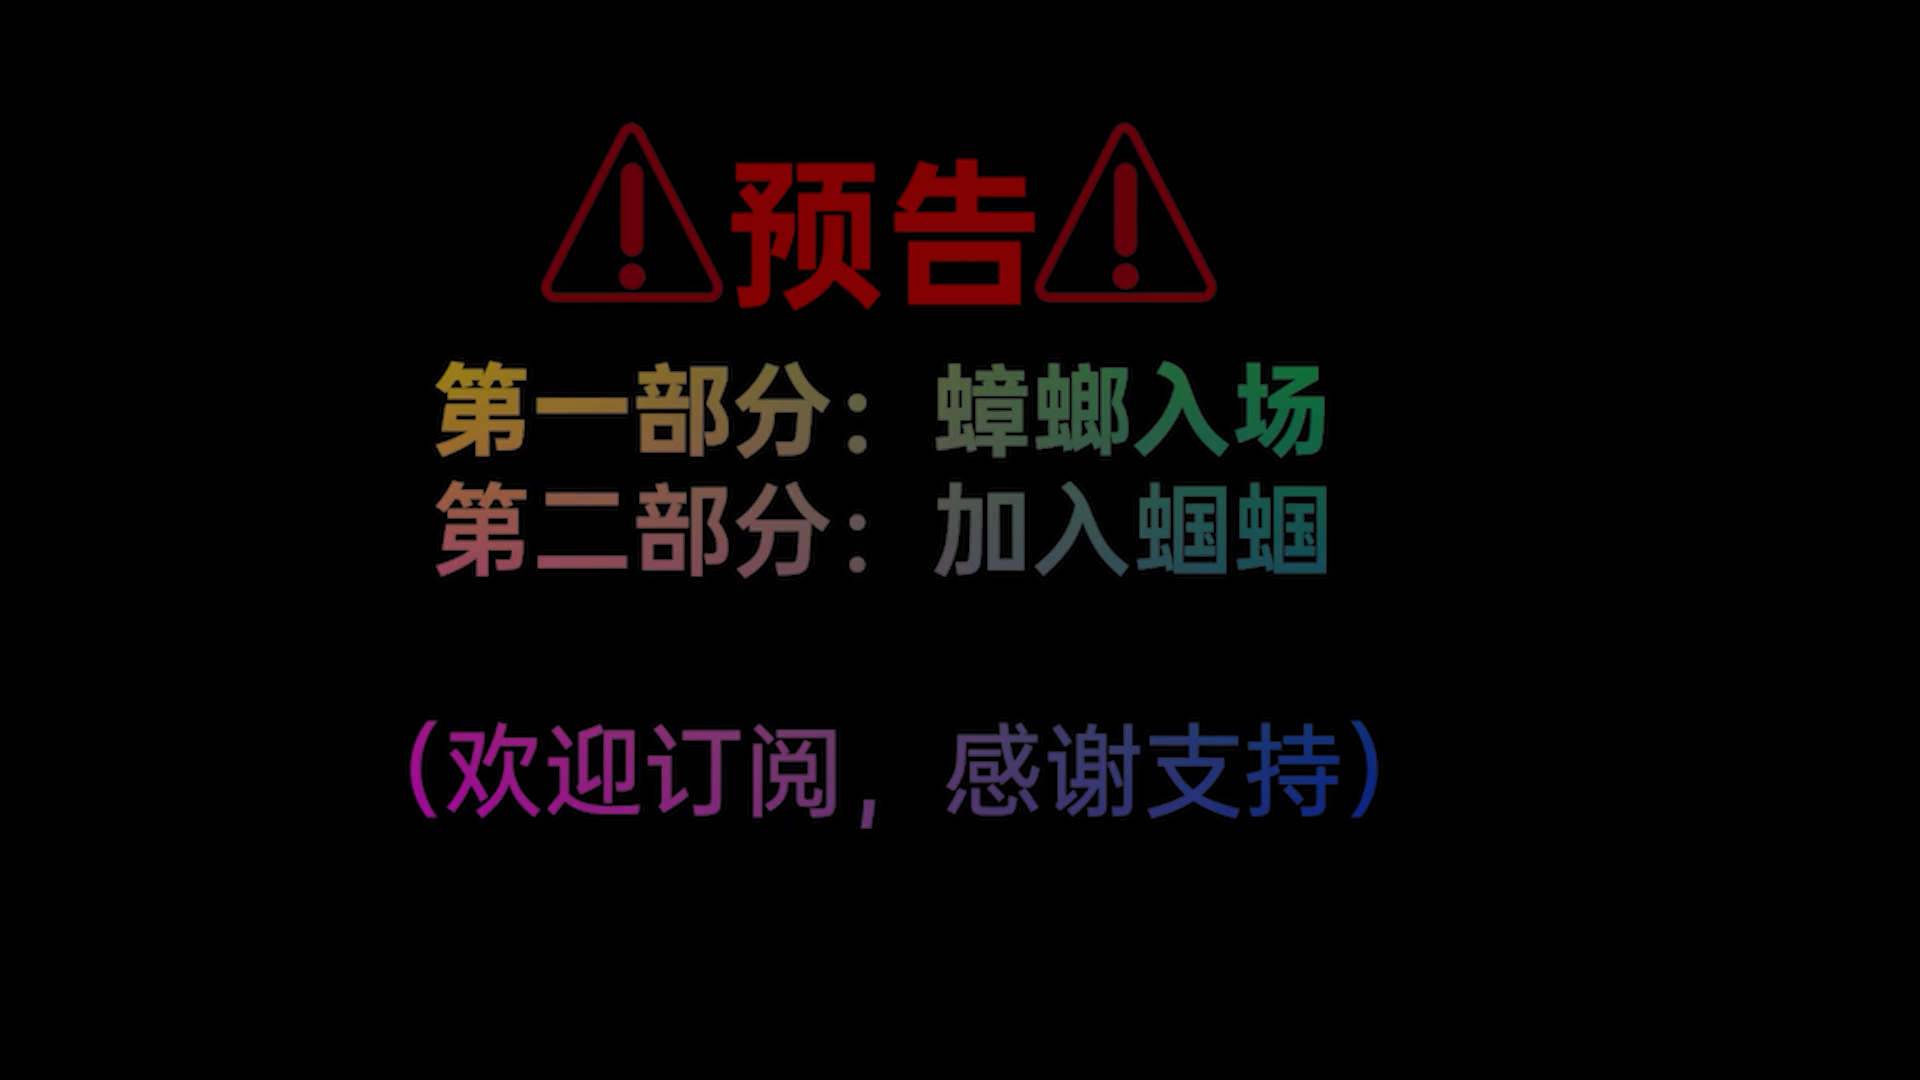 预告
第一部分：蟑螂入场
第二部分：加入蝈蝈
（欢迎订阅，感谢支持）